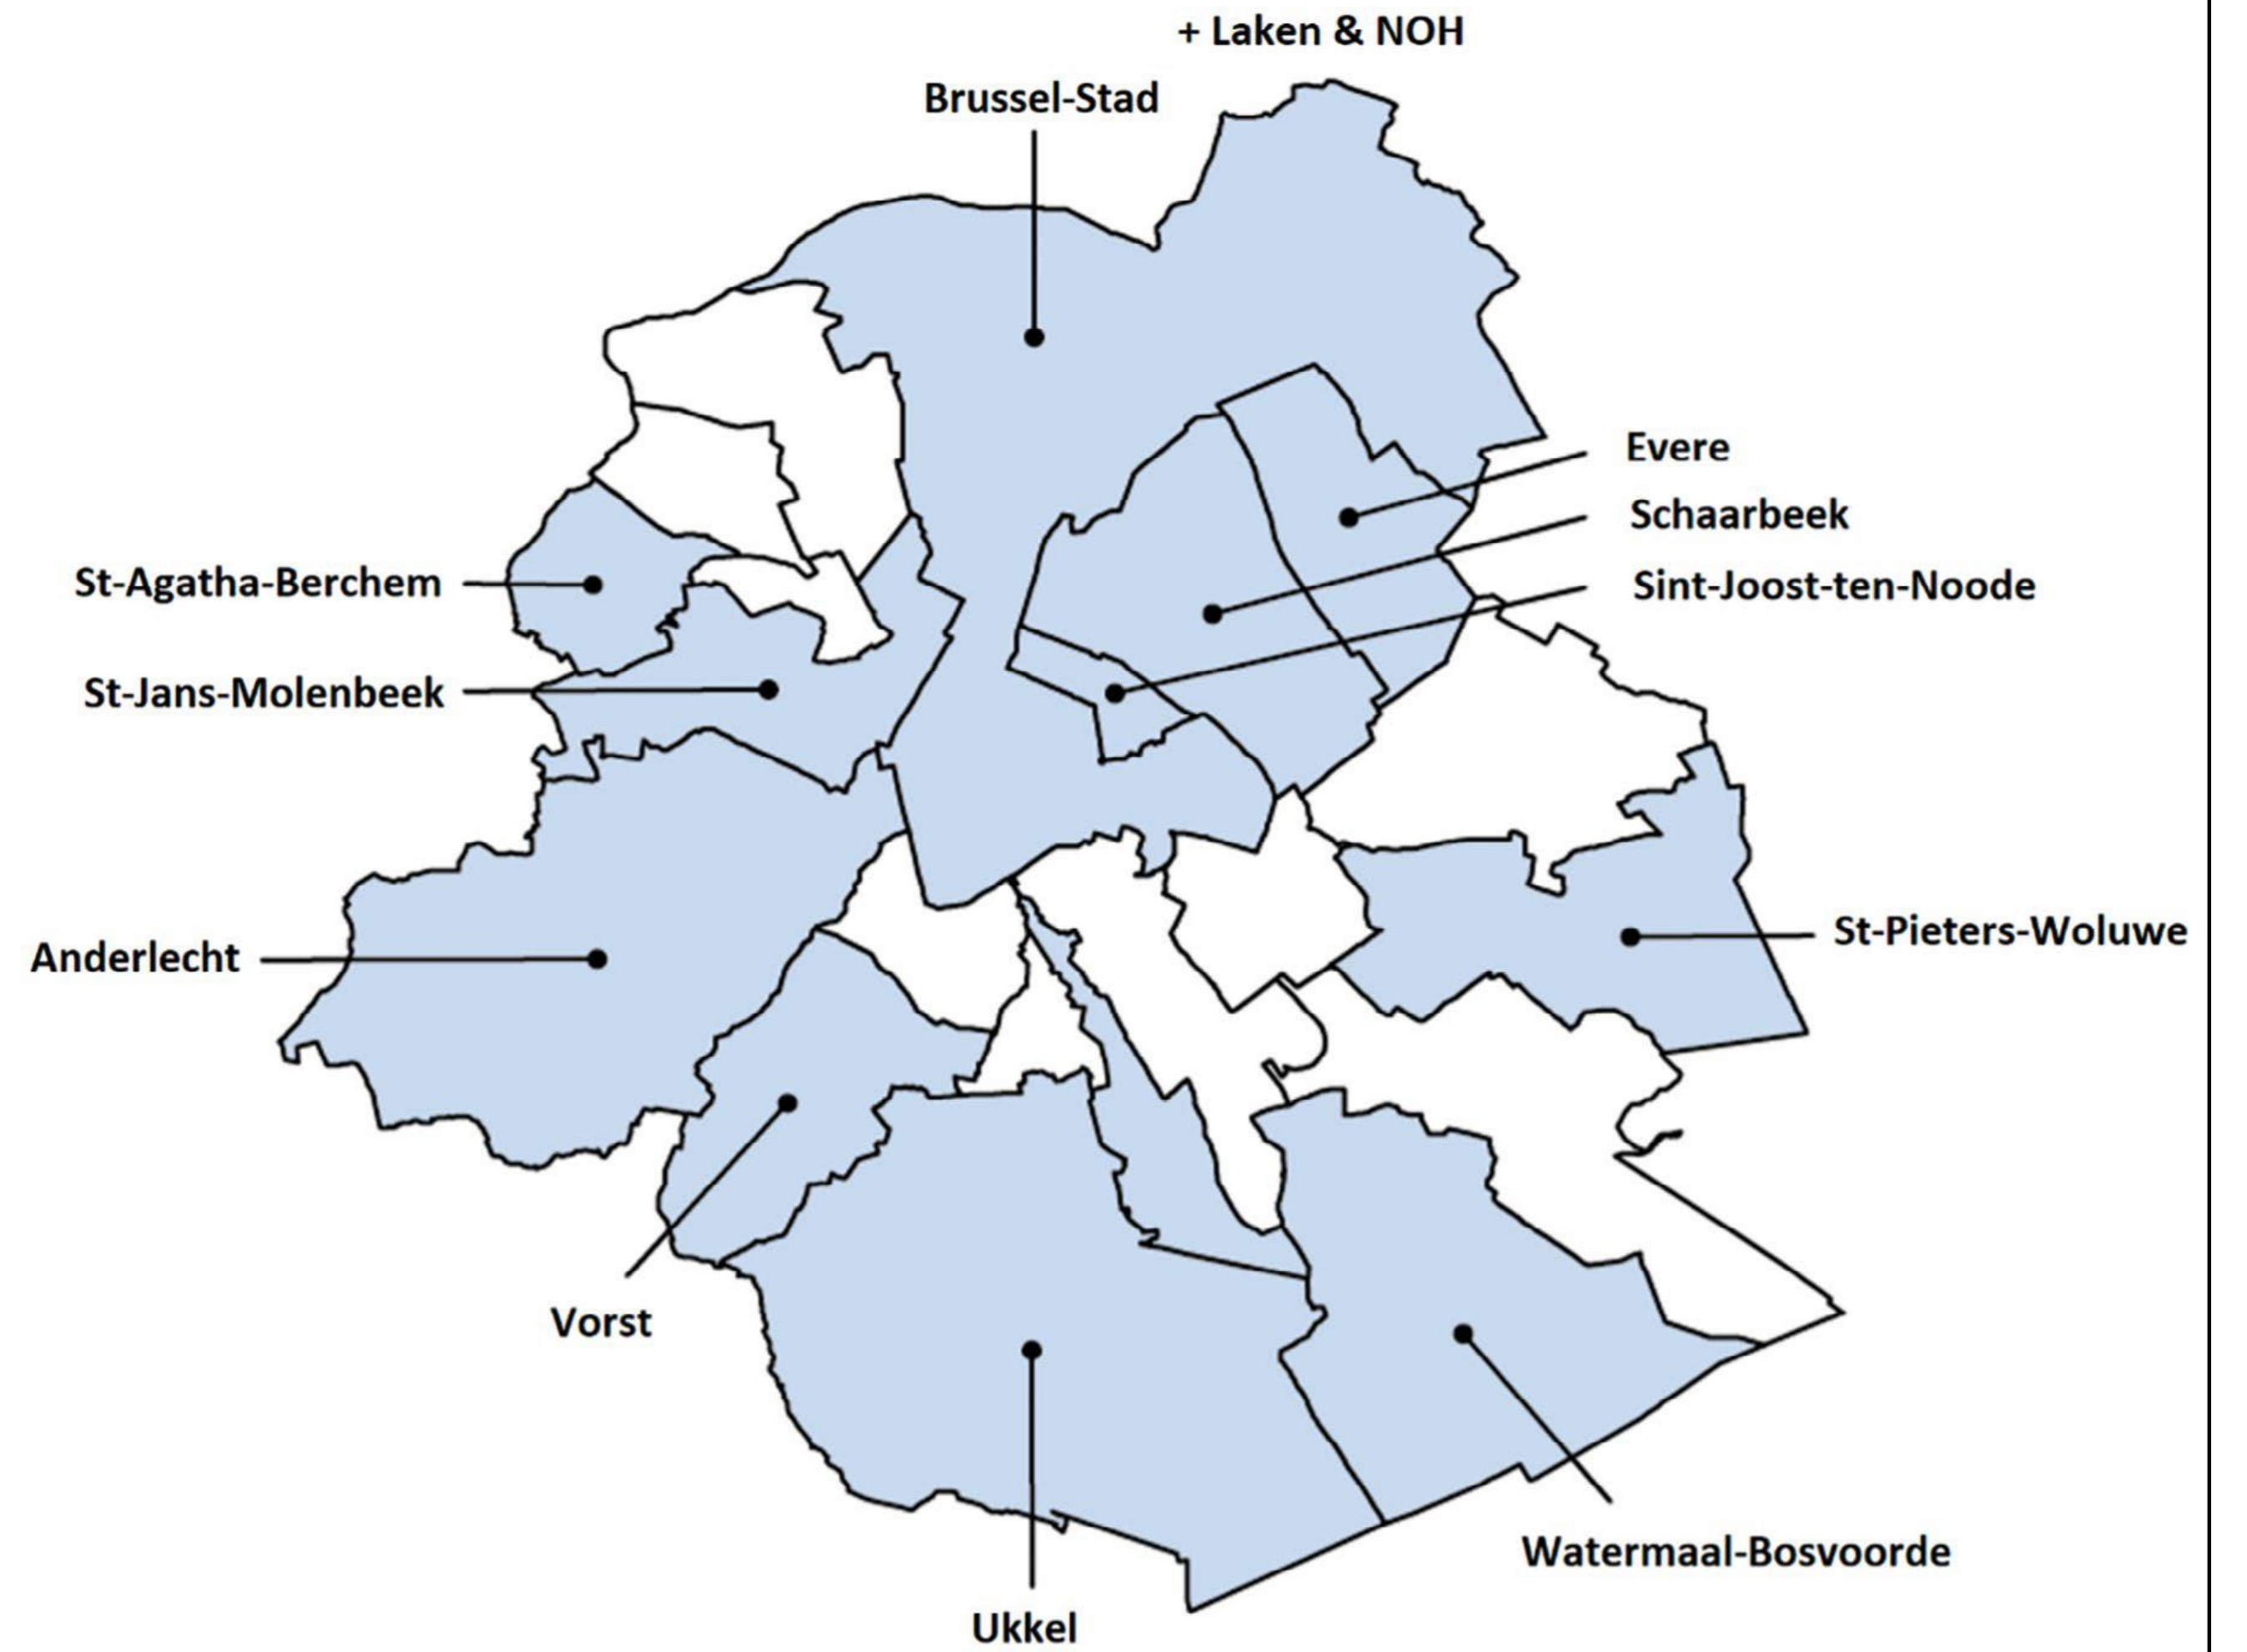 + Laken & NOH
Brussel-Stad
Evere
Schaarbeek
Sint-Joost-ten-Noode
St-Agatha-Berchem
St-Jans-Molenbeek
St-Pieters-Woluwe
Anderlecht
Vorst
Watermaal-Bosvoorde
Ukkel